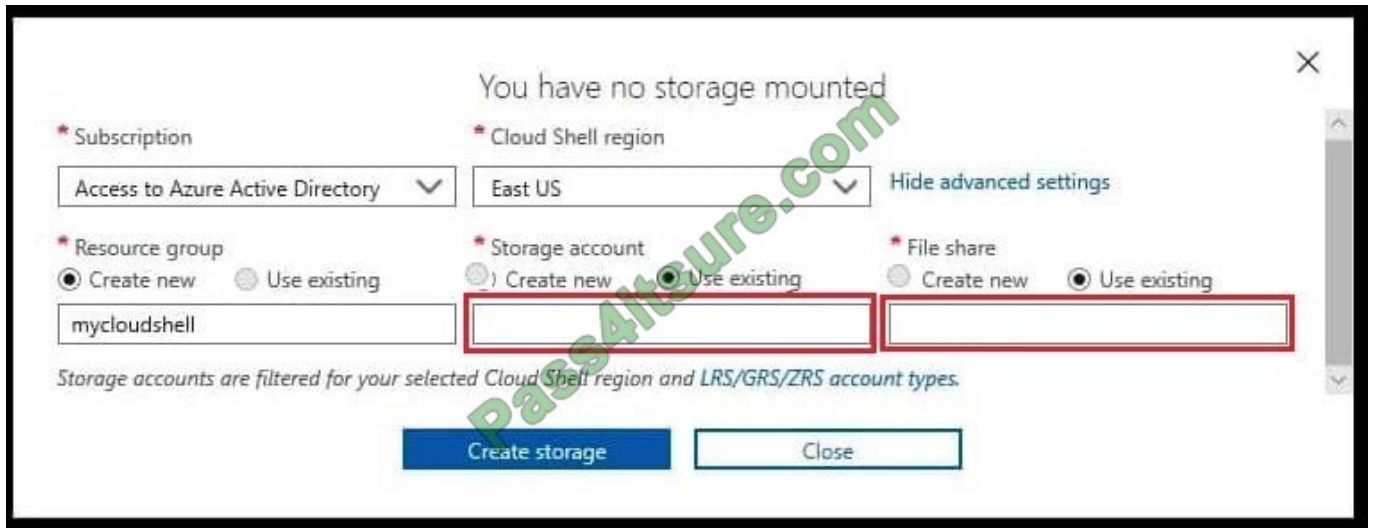 You have no storage mounted
* Subscription
* Cloud Shell region
Access to Azure Active Directory
East US
Hide advanced settings
* Resource group
* Storage account
* File share
Create new Use existing
) Create new Use existing
Create new Use existing
mycloudshell
Storage accounts are filtered for your selected Cloud Shell region and LRS/GRS/ZRS account types.
Create storage
Close
Pass4itsure.com